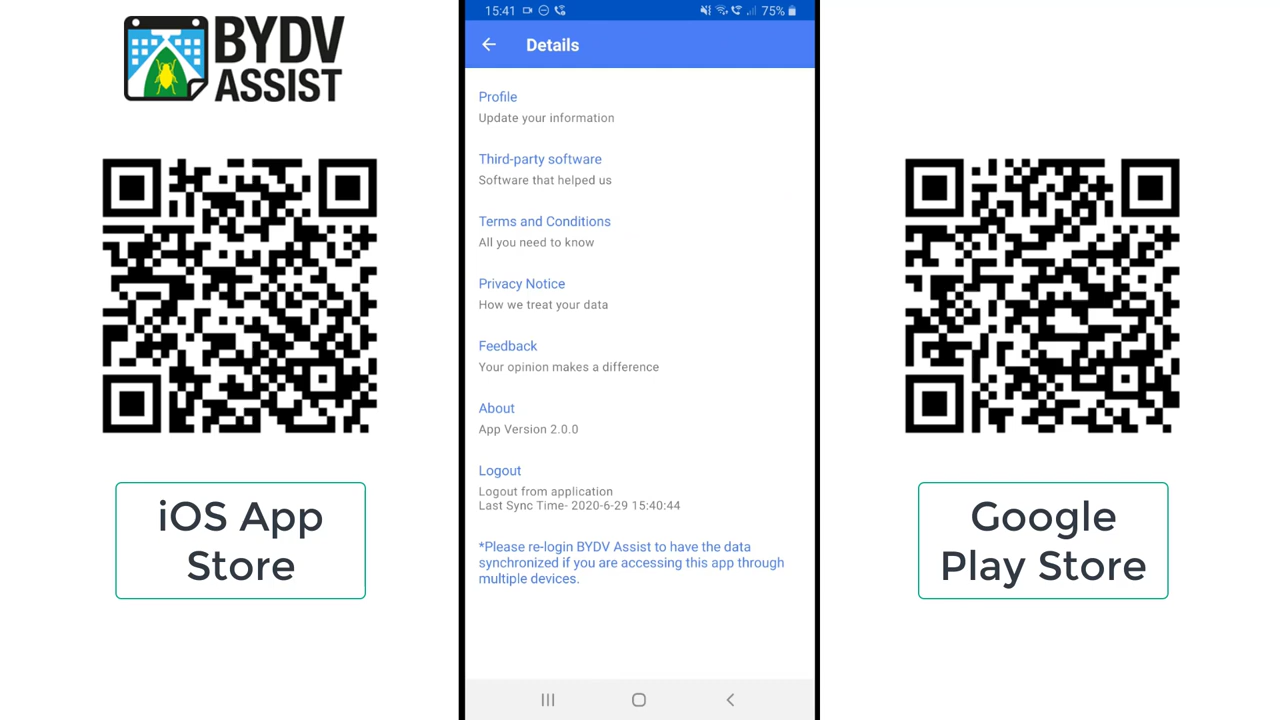 BYDV
ASSIST
iOS App
Store
15:41
75%
Details
Profile
Update your information
Third-party software
Software that helped us
Terms and Conditions
All you need to know
Privacy Notice
How we treat your data
Feedback
Your opinion makes a difference
About
App Version 2.0.0
Logout
Logout from application
Last Sync Time- 2020-6-29 15:40:44
*Please re-login BYDV Assist to have the data
synchronized if you are accessing this app through
multiple devices.
Google
Play Store